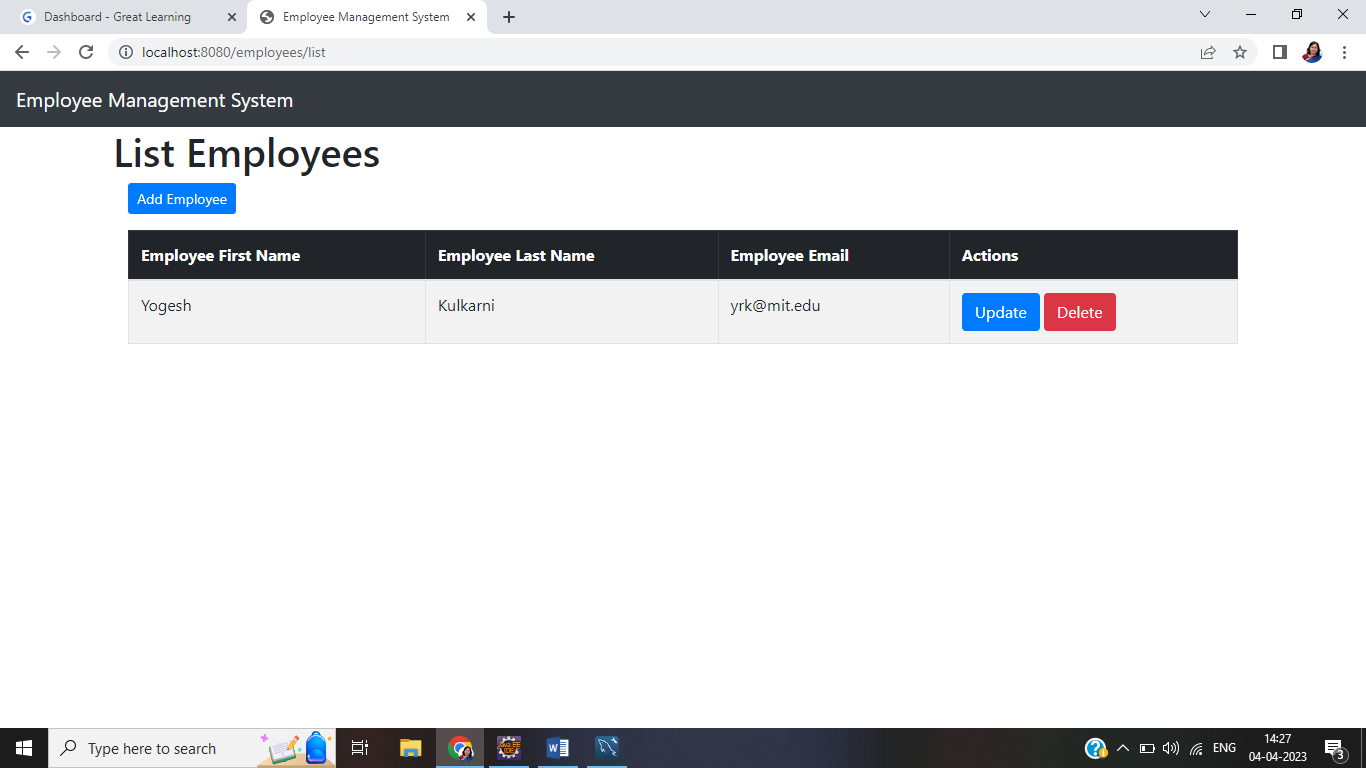 Dashboard - Great Learning
Employee Management System
localhost:8080/employees/list
Employee Management System
List Employees
Add Employee
Employee First Name Employee Last Name Employee Email Actions
Yogesh Kulkarni yrk@mit.edu Update Delete
Type here to search
ENG
14:27
04-04-2023
3